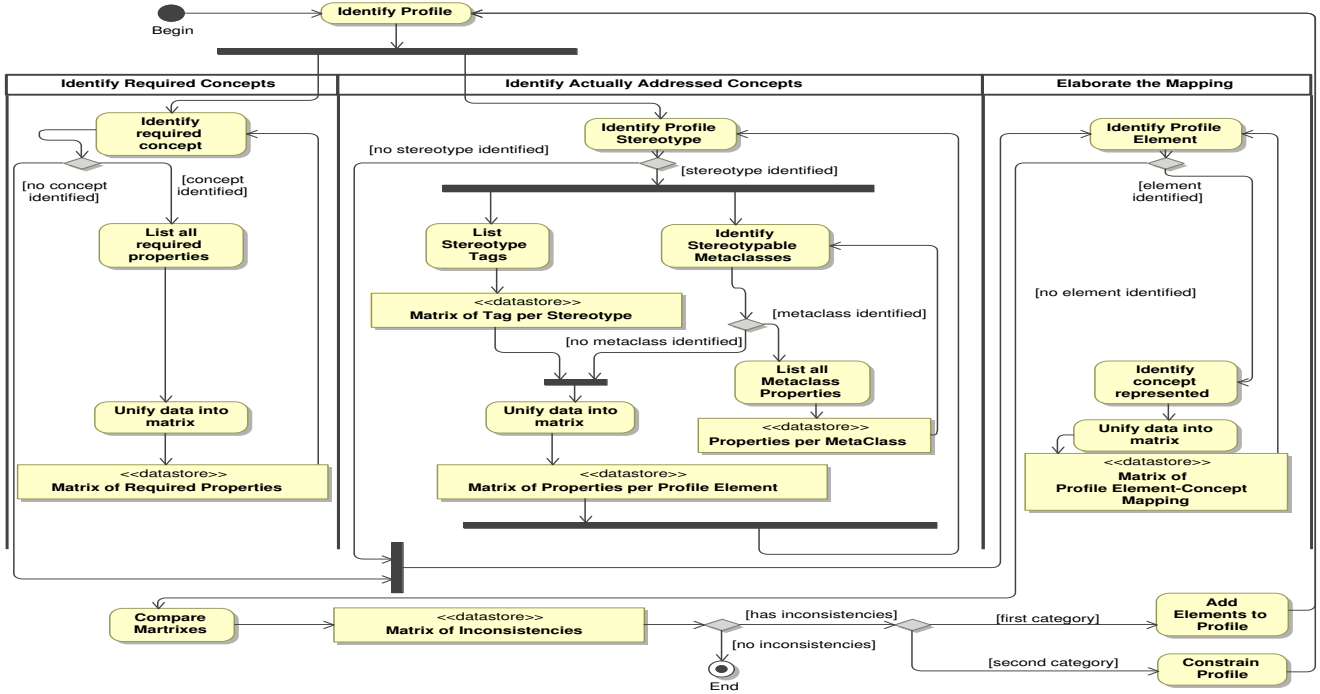 Identify Profile
Begin
Identify Required Concepts
Identify Actually Addressed Concepts
Elaborate the Mapping
Identify
required
concept
[no concept
identified]
[concept
identified]
List all
required
properties
Unify data into
matrix
<<datastore>>
Matrix of Required Properties
Identify Profile
Stereotype
[no stereotype identified]
[stereotype identified]
List
Stereotype
Tags
Identify
Stereotypable
Metaclasses
<<datastore>>
Matrix of Tag per Stereotype
[metaclass identified]
[no metaclass identified]
List all
Metaclass
Properties
Unify data into
matrix
<<datastore>>
Properties per MetaClass
<<datastore>>
Matrix of Properties per Profile Element
Identify Profile
Element
[element
identified]
[no element identified]
Identify
concept
represented
Unify data into
matrix
<<datastore>>
Matrix of
Profile Element-Concept
Mapping
Compare
Martrixes
<<datastore>>
Matrix of Inconsistencies
[has inconsistencies]
[no inconsistencies]
End
[first category]
[second category]
Add
Elements to
Profile
Constrain
Profile